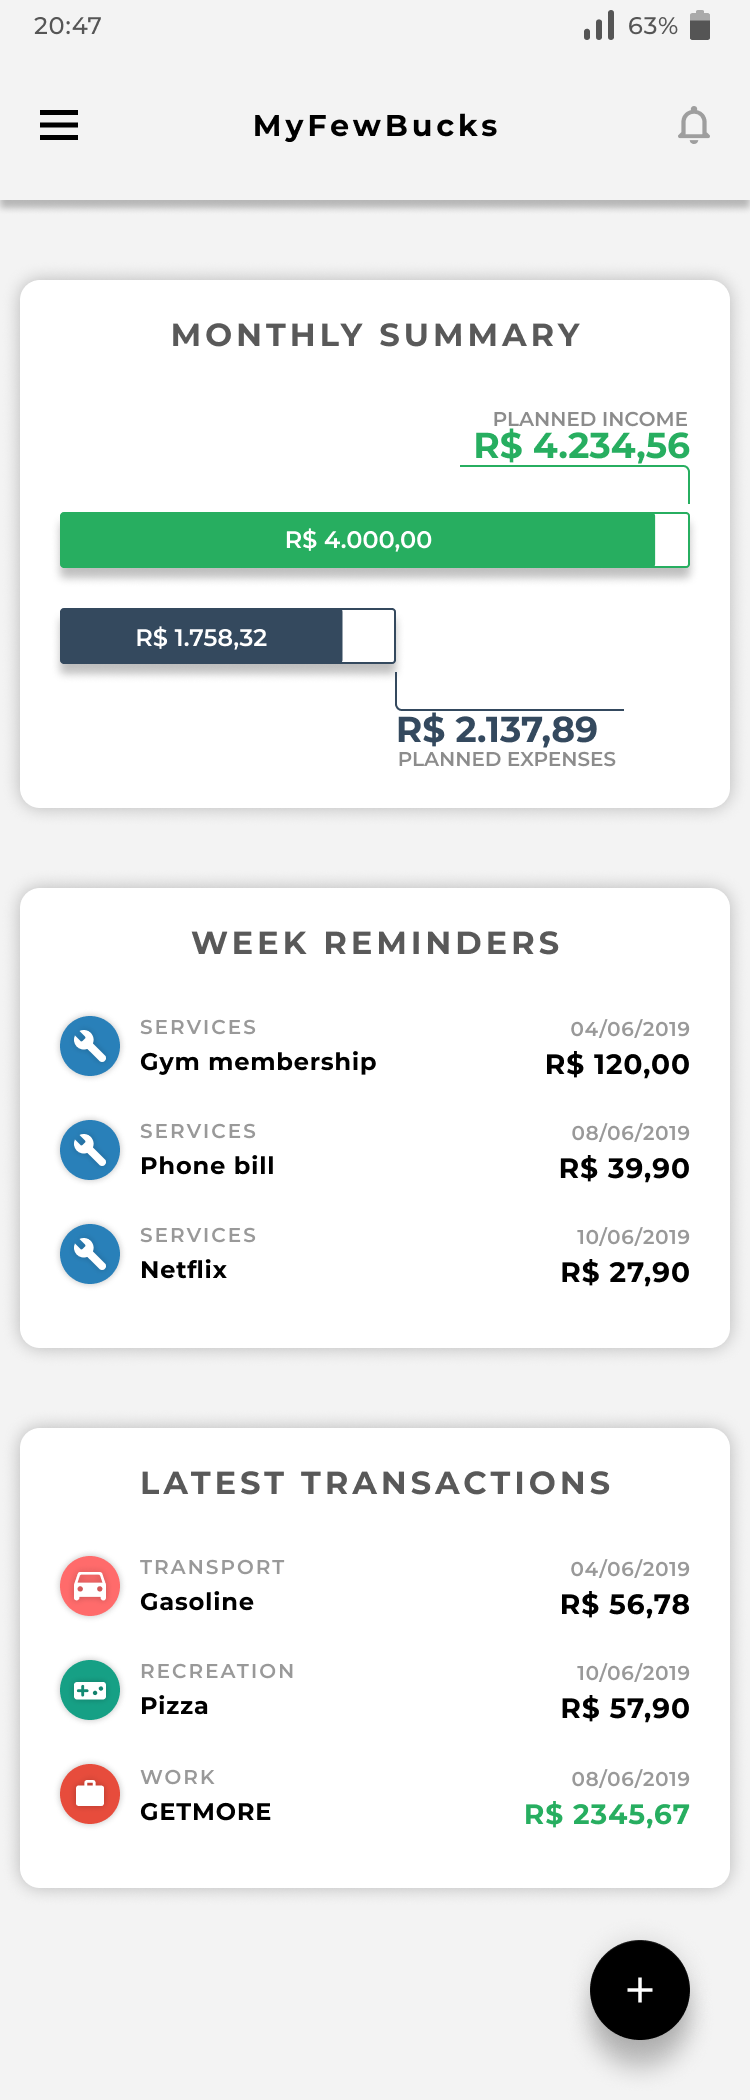 20:47 63%
MyFewBucks
MONTHLY SUMMARY
PLANNED INCOME
R$ 4.234,56
R$ 4.000,00
R$ 1.758,32
R$ 2.137,89
PLANNED EXPENSES
WEEK REMINDERS
SERVICES 04/06/2019
Gym membership R$ 120,00
SERVICES 08/06/2019
Phone bill R$ 39,90
SERVICES 10/06/2019
Netflix R$ 27,90
LATEST TRANSACTIONS
TRANSPORT 04/06/2019
Gasoline R$ 56,78
RECREATION 10/06/2019
Pizza R$ 57,90
WORK 08/06/2019
GETMORE R$ 2345,67
+